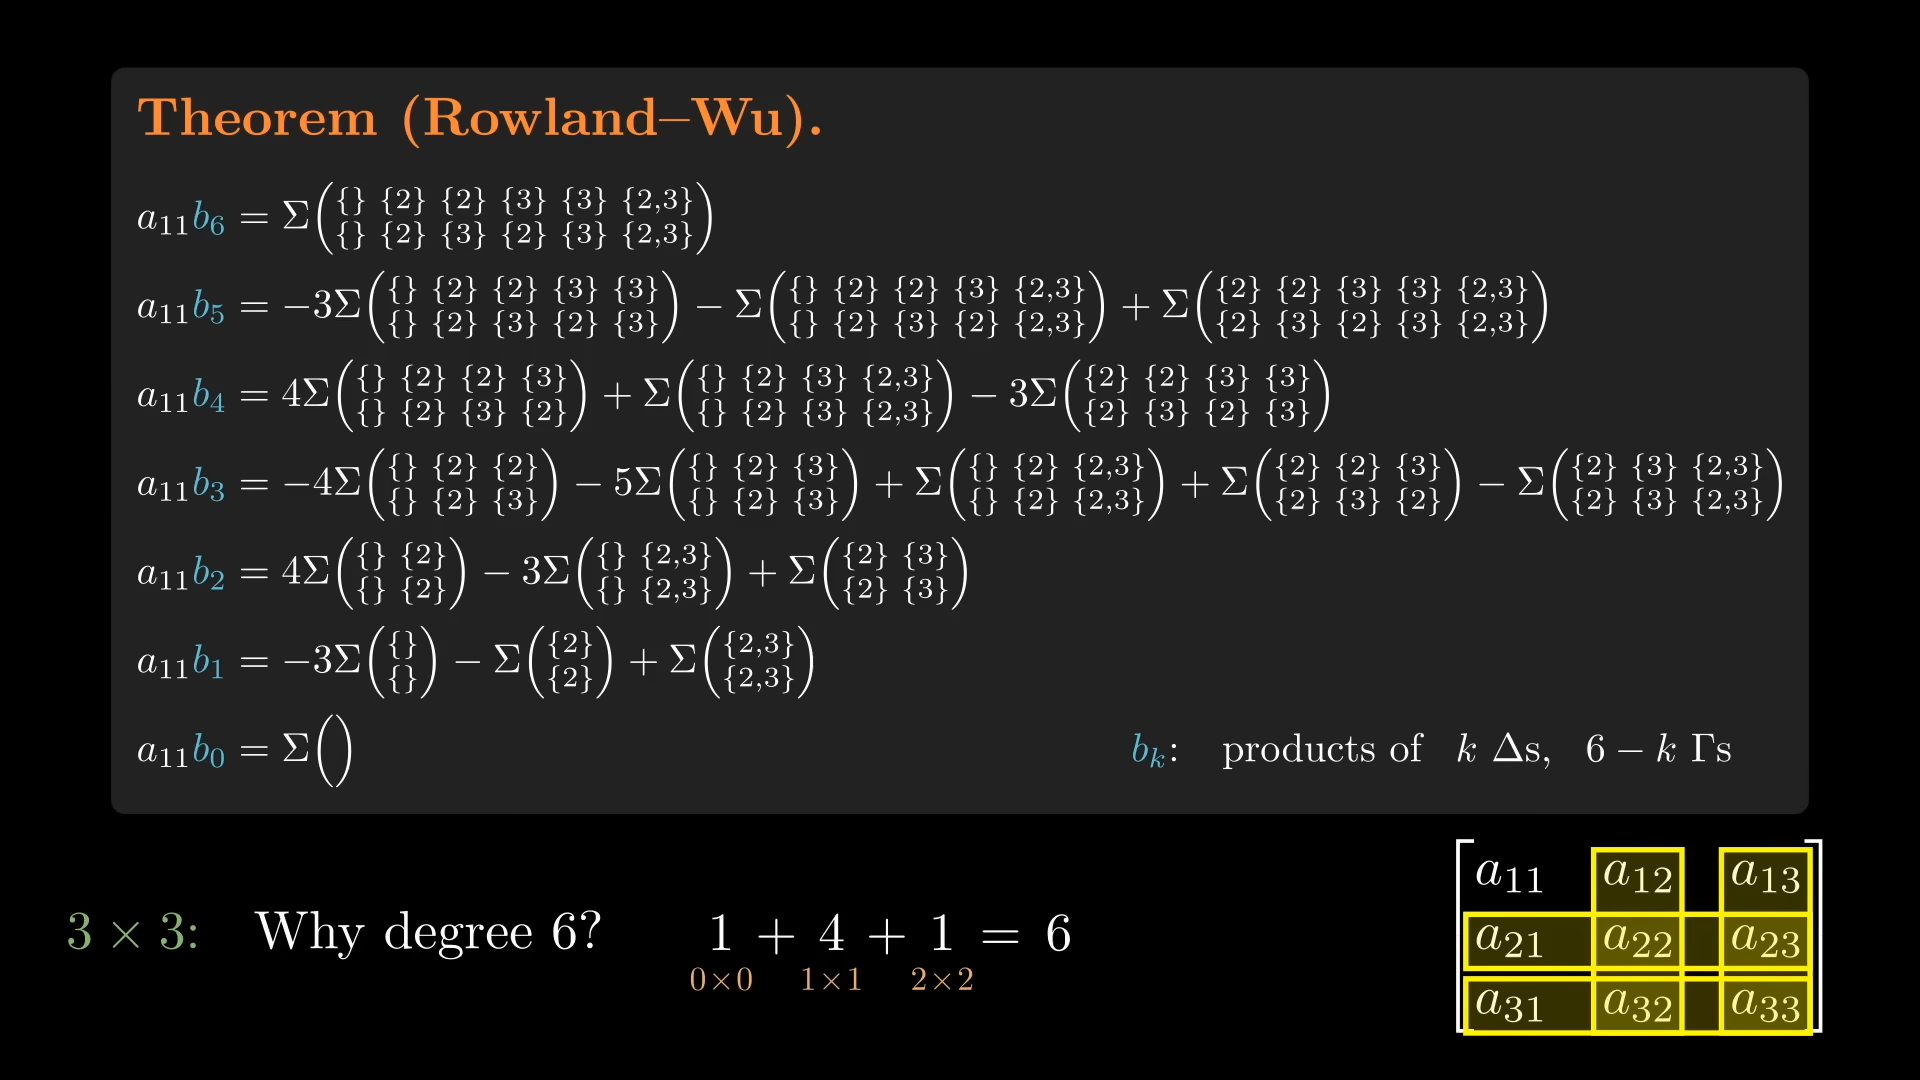 Theorem (Rowland–Wu).
a₁₁b₆ = Σ({} {2} {2} {3} {3} {2,3} / {} {2} {3} {2} {3} {2,3})
a₁₁b₅ = −3Σ({} {2} {2} {3} {3} / {} {2} {3} {2} {3}) − Σ({} {2} {2} {3} {2,3} / {} {2} {3} {2} {2,3}) + Σ({2} {2} {3} {3} {2,3} / {2} {3} {2} {3} {2,3})
a₁₁b₄ = 4Σ({} {2} {2} {3} / {} {2} {3} {2}) + Σ({} {2} {3} {2,3} / {} {2} {3} {2,3}) − 3Σ({2} {2} {3} {3} / {2} {3} {2} {3})
a₁₁b₃ = −4Σ({} {2} {2} / {} {2} {3}) − 5Σ({} {2} {3} / {} {2} {3}) + Σ({} {2} {2,3} / {} {2} {2,3}) + Σ({2} {2} {3} / {2} {3} {2}) − Σ({2} {3} {2,3} / {2} {3} {2,3})
a₁₁b₂ = 4Σ({} {2} / {} {2}) − 3Σ({} {2,3} / {} {2,3}) + Σ({2} {3} / {2} {3})
a₁₁b₁ = −3Σ({} / {}) − Σ({2} / {2}) + Σ({2,3} / {2,3})
a₁₁b₀ = Σ()
bₖ: products of k Δs, 6 − k Γs
3 × 3: Why degree 6? 1 + 4 + 1 = 6
0×0 1×1 2×2
a₁₁ a₁₂ a₁₃
a₂₁ a₂₂ a₂₃
a₃₁ a₃₂ a₃₃